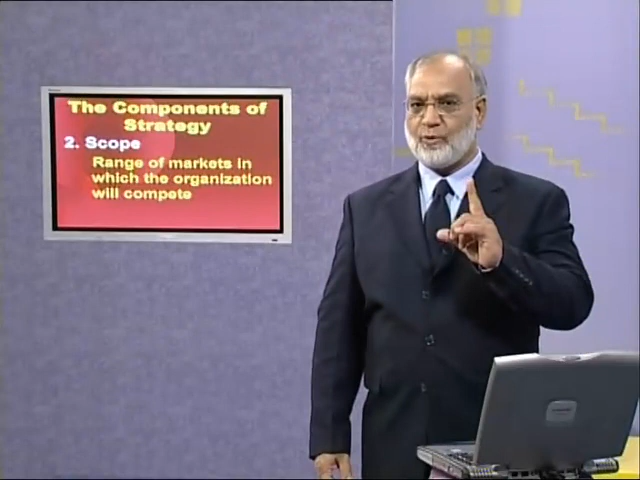 The Components of
Strategy
2. Scope
Range of markets in
which the organization
will compete